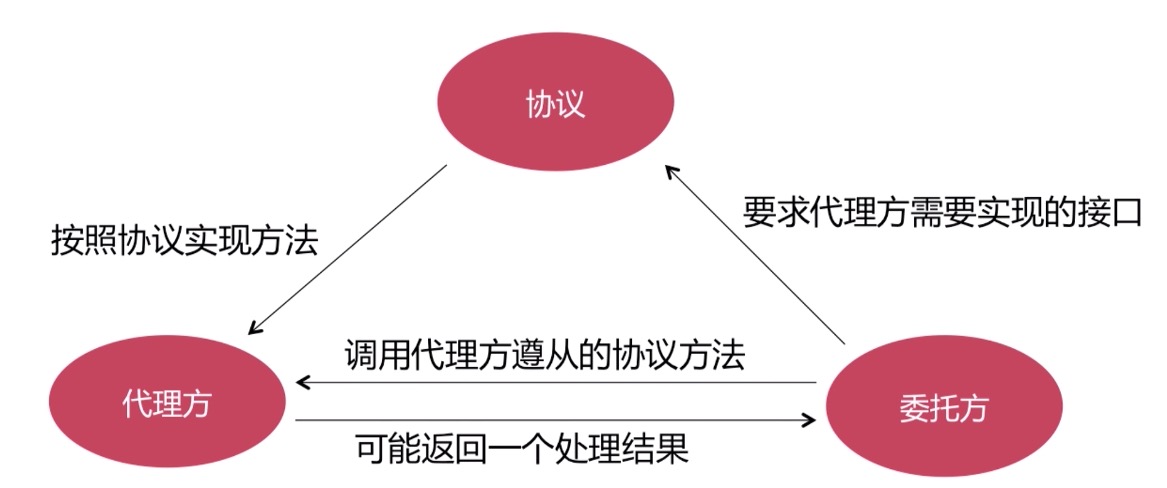 协议
要求代理方需要实现的接口
按照协议实现方法
调用代理方遵从的协议方法
代理方
委托方
可能返回一个处理结果